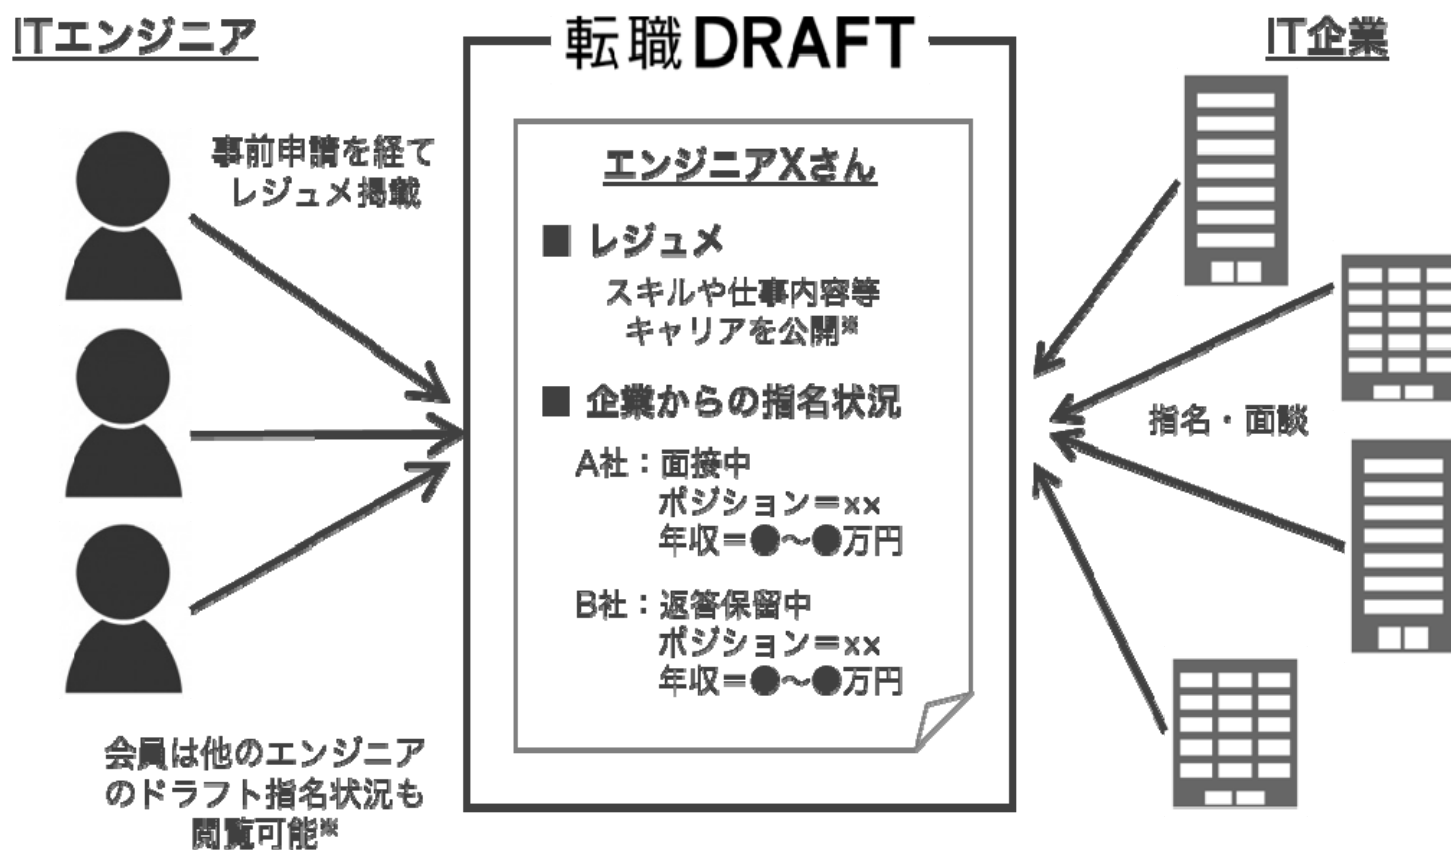 ITエンジニア
転職DRAFT
IT企業
事前申請を経て
レジュメ掲載
エンジニアXさん
■ レジュメ
スキルや仕事内容等
キャリアを公開※
■ 企業からの指名状況
A社：面接中
ポジション＝xx
年収＝●〜●万円
B社：返答保留中
ポジション＝xx
年収＝●〜●万円
指名・面談
会員は他のエンジニア
のドラフト指名状況も
閲覧可能※